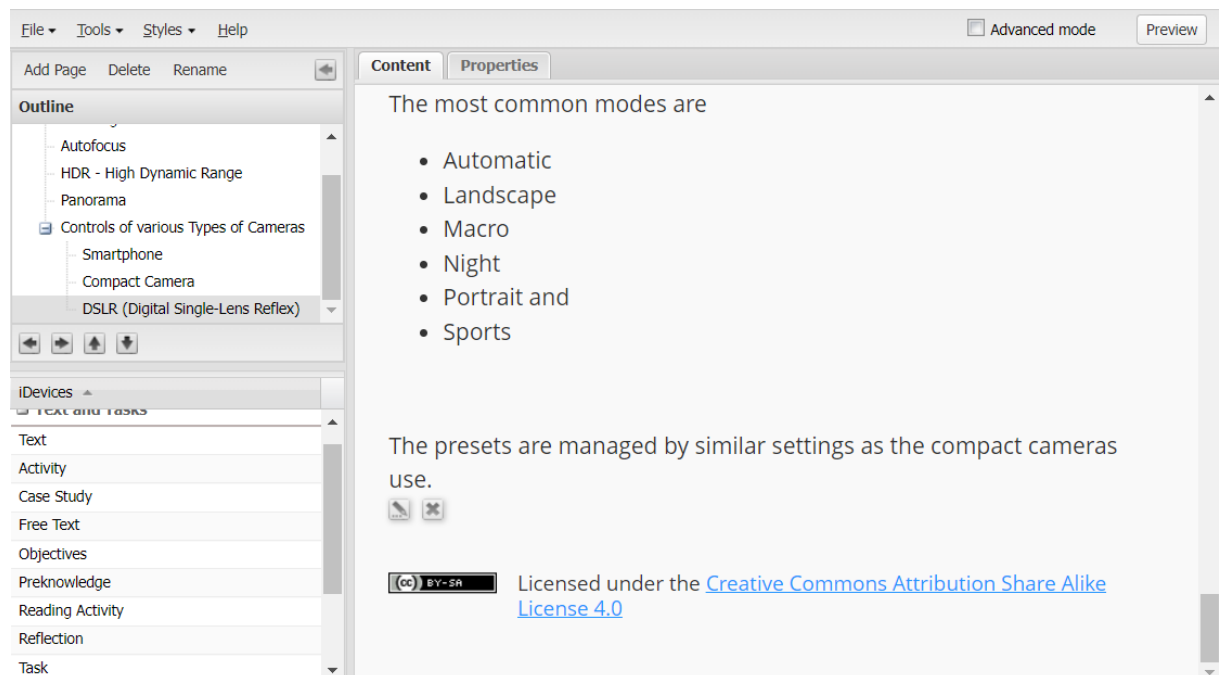 File Tools Styles Help Advanced mode Preview
Add Page Delete Rename
Outline
Autofocus
HDR - High Dynamic Range
Panorama
Controls of various Types of Cameras
Smartphone
Compact Camera
DSLR (Digital Single-Lens Reflex)
iDevices
Text and Tasks
Text
Activity
Case Study
Free Text
Objectives
Preknowledge
Reading Activity
Reflection
Task
Content Properties
The most common modes are
• Automatic
• Landscape
• Macro
• Night
• Portrait and
• Sports
The presets are managed by similar settings as the compact cameras
use.
(cc) BY-SA
Licensed under the Creative Commons Attribution Share Alike
License 4.0